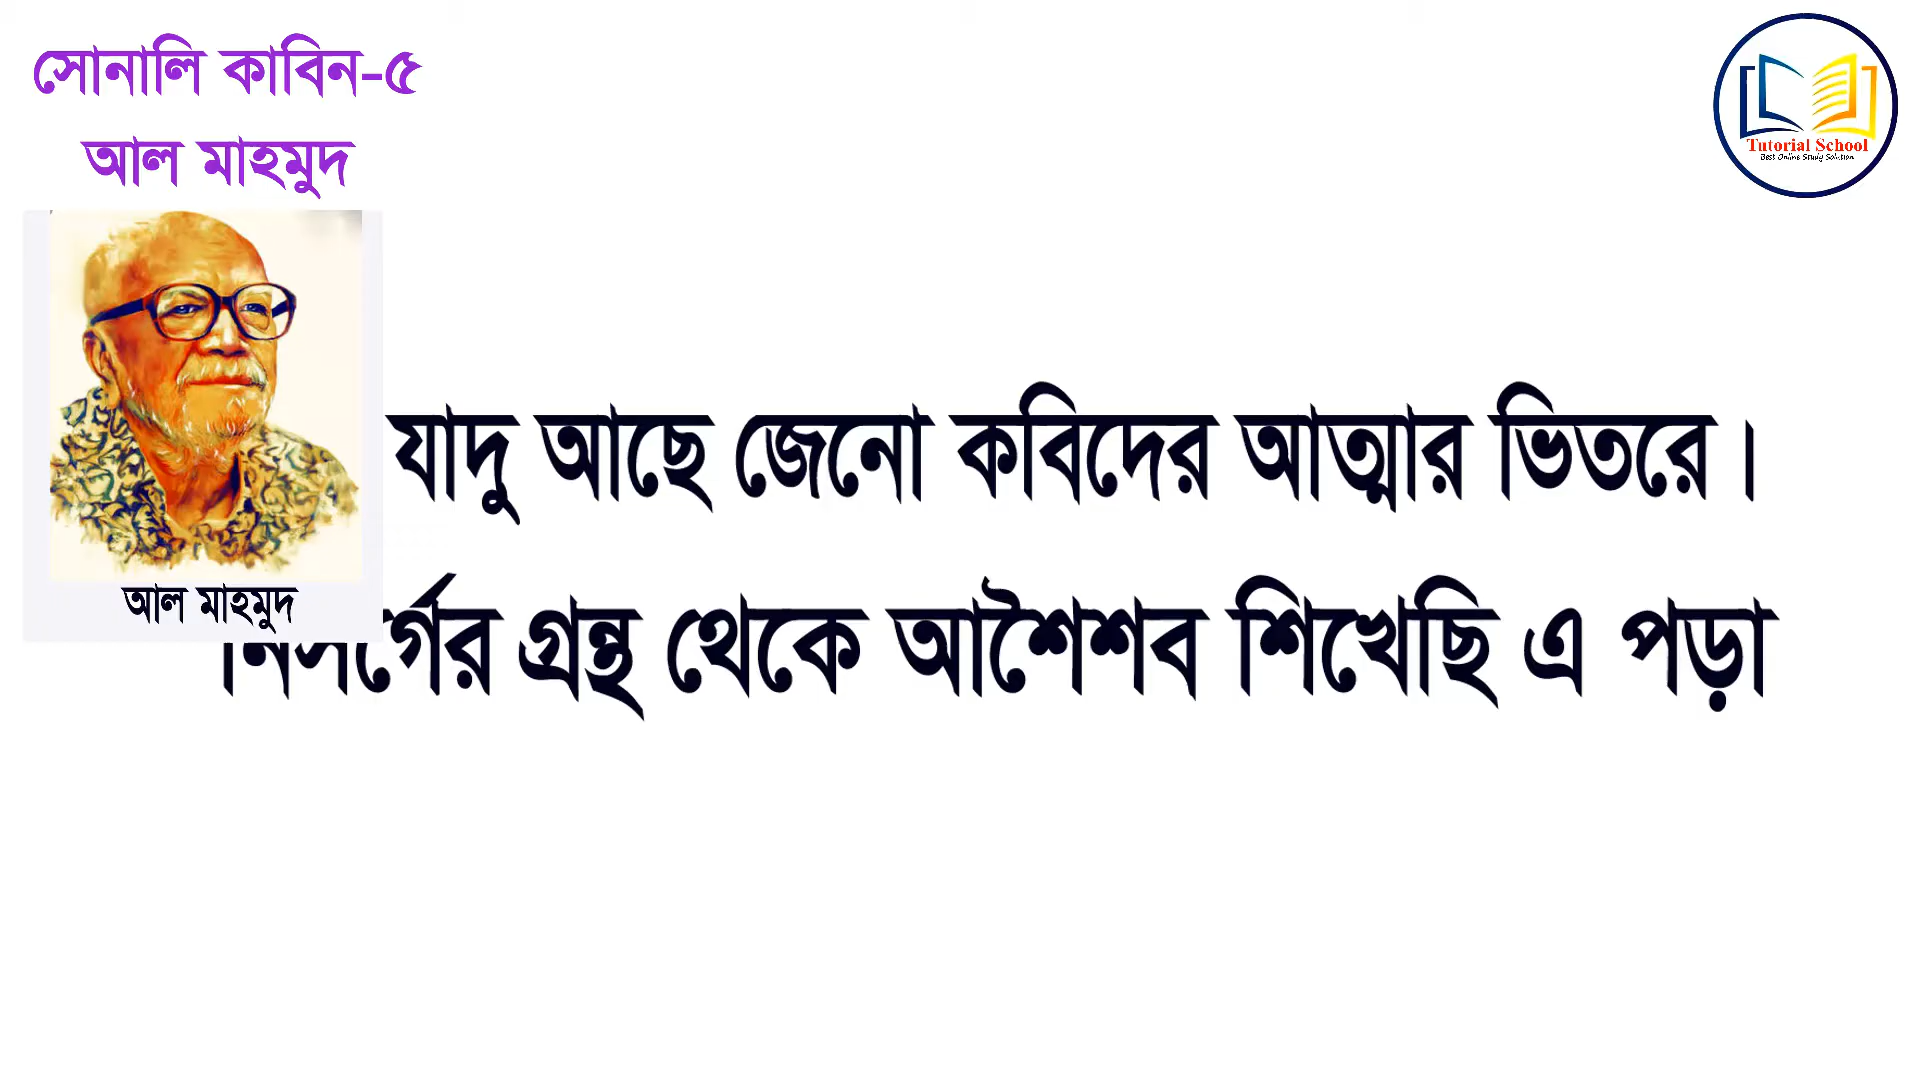 সোনালি কাবিন-৫
আল মাহমুদ
Tutorial School
Best Online Study Solution
যাদু আছে জেনো কবিদের আত্মার ভিতরে।
আল মাহমুদ
নিসর্গের গ্রন্থ থেকে আশৈশব শিখেছি এ পড়া